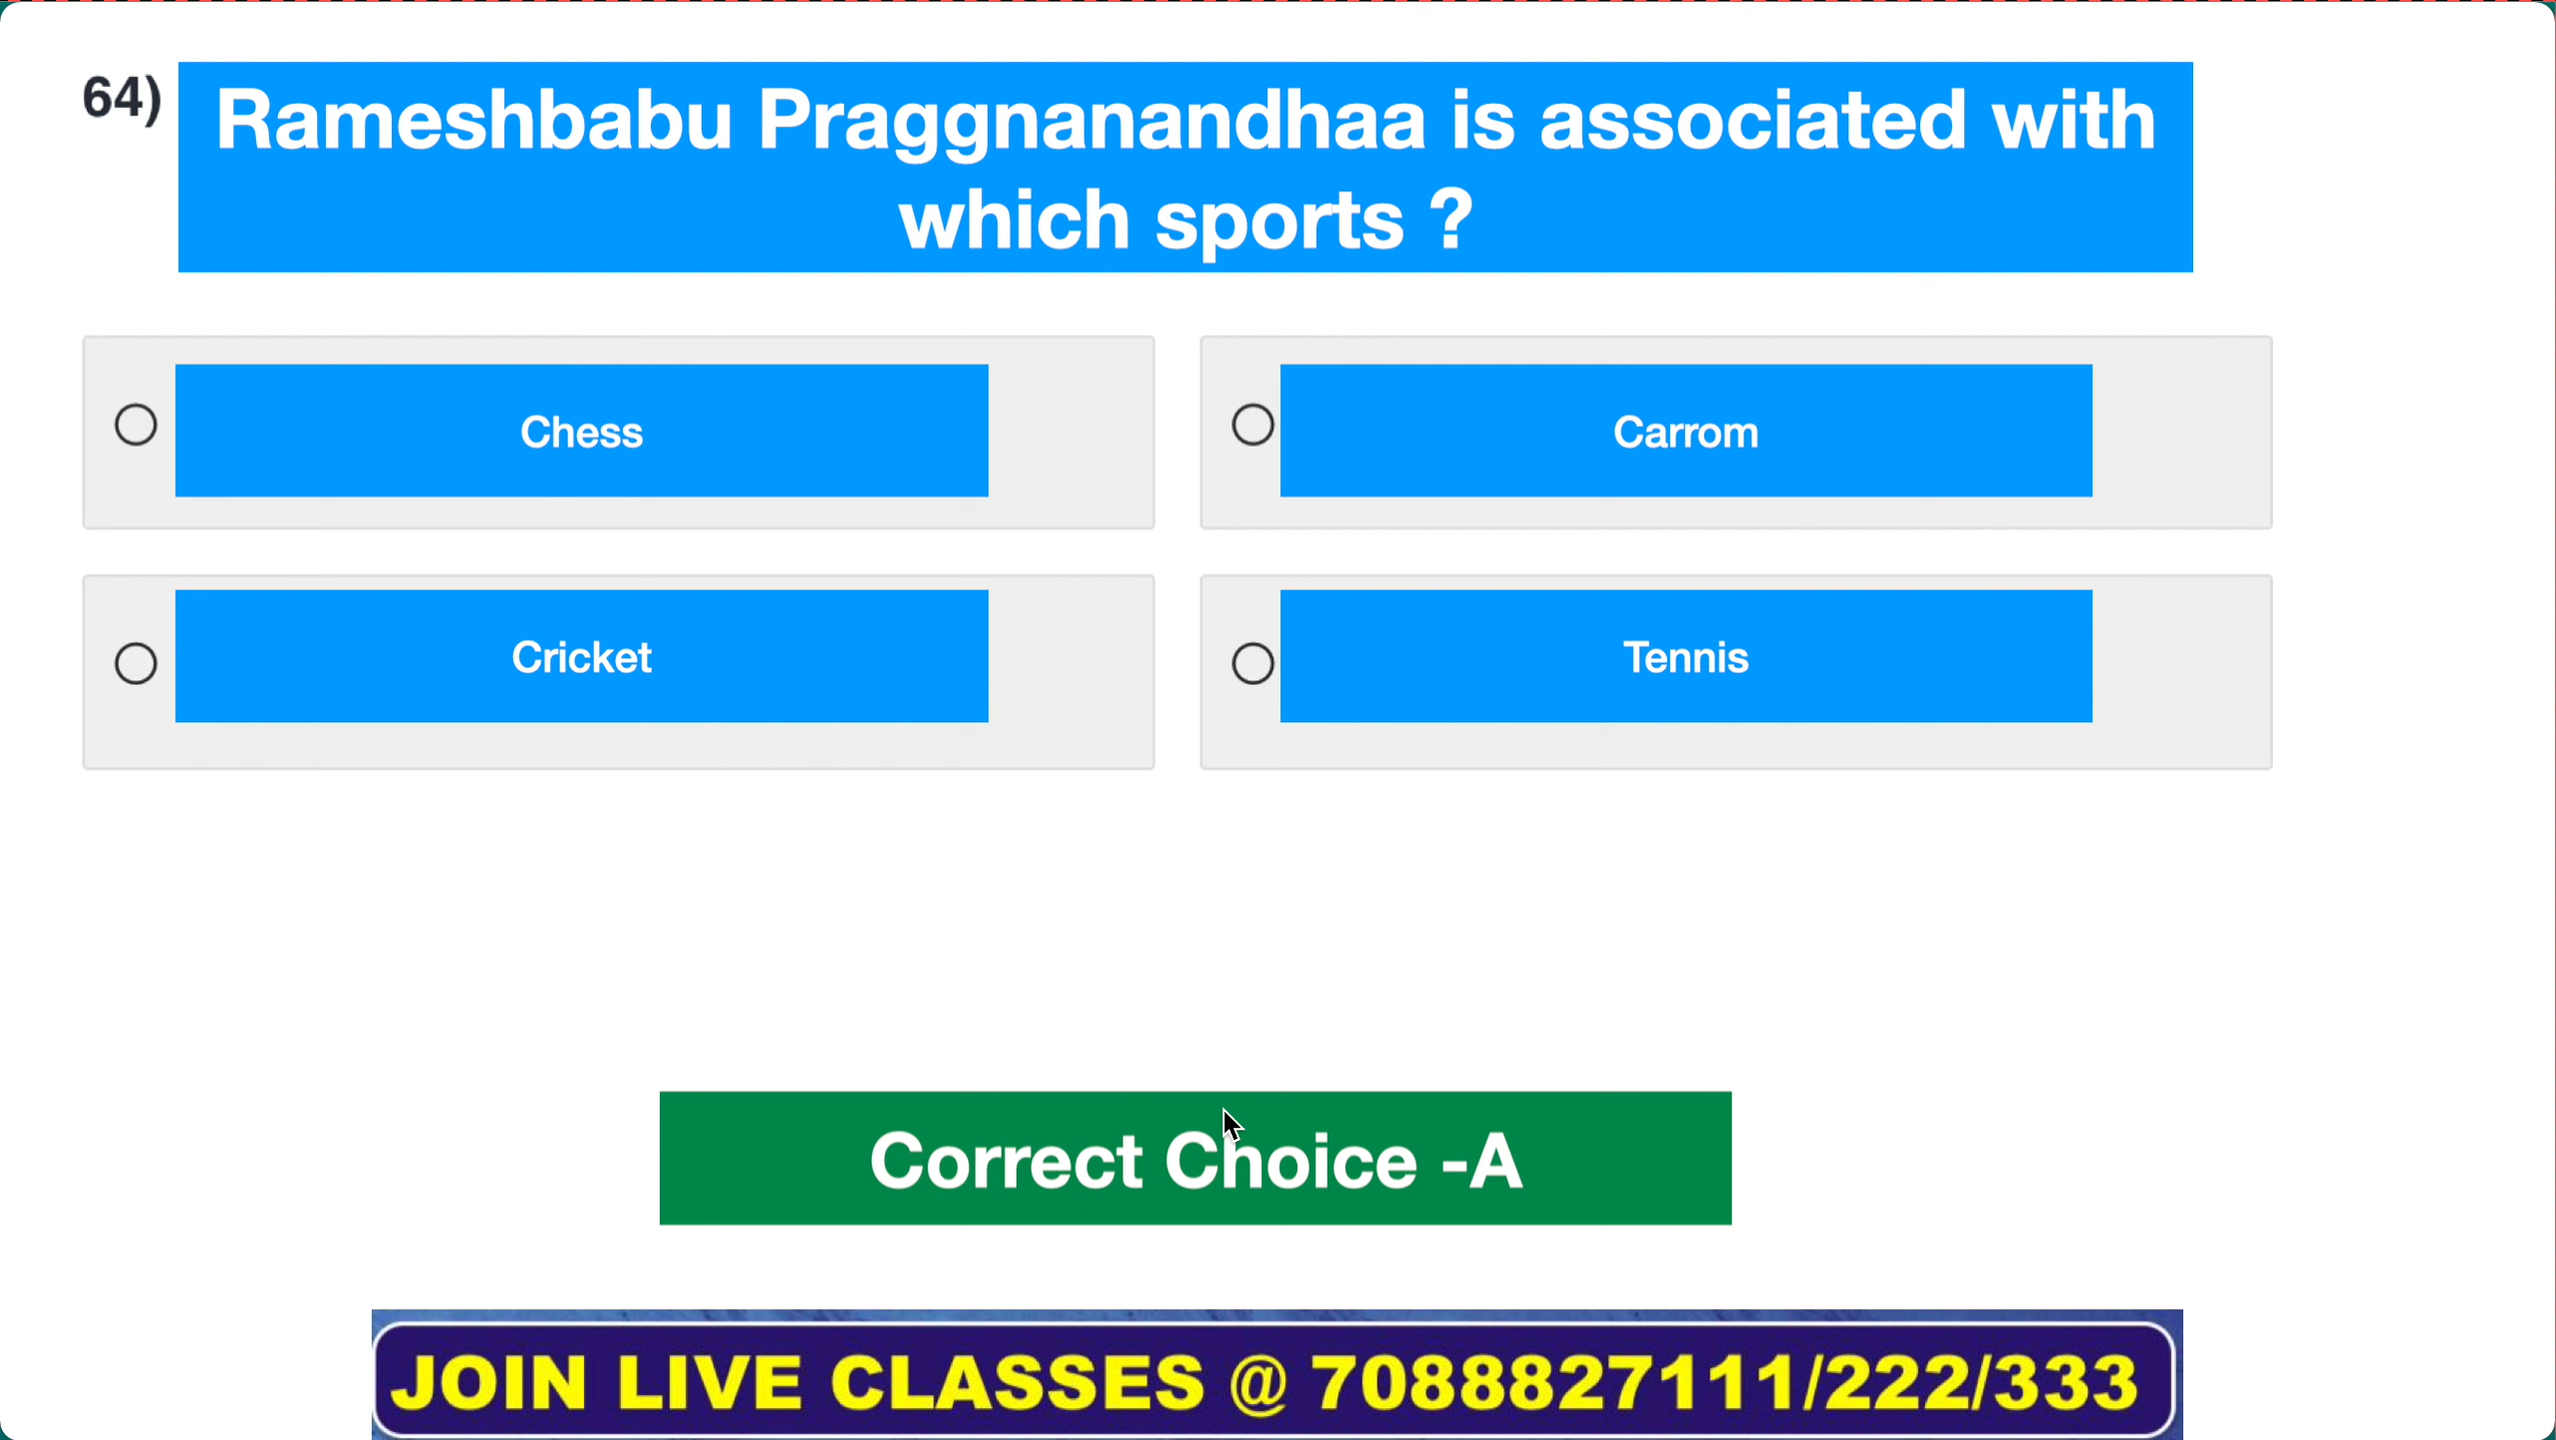 64)
Rameshbabu Praggnanandhaa is associated with
which sports ?
Chess
Carrom
Cricket
Tennis
Correct Choice -A
JOIN LIVE CLASSES @ 7088827111/222/333